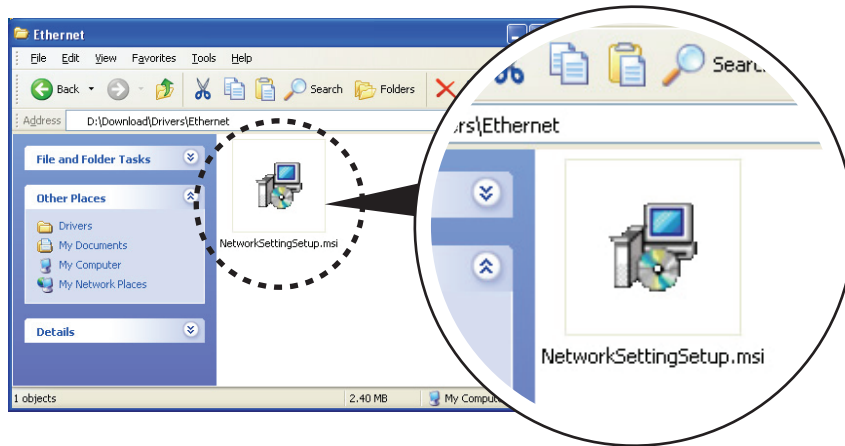 Ethernet
File Edit View Favorites Tools Help
Back Search Folders
Address D:\Download\Drivers\Ethernet
File and Folder Tasks
Other Places
Drivers
My Documents
My Computer
My Network Places
Details
NetworkSettingSetup.msi
1 objects 2.40 MB My Comput
Sear
rs\Ethernet
NetworkSettingSetup.msi